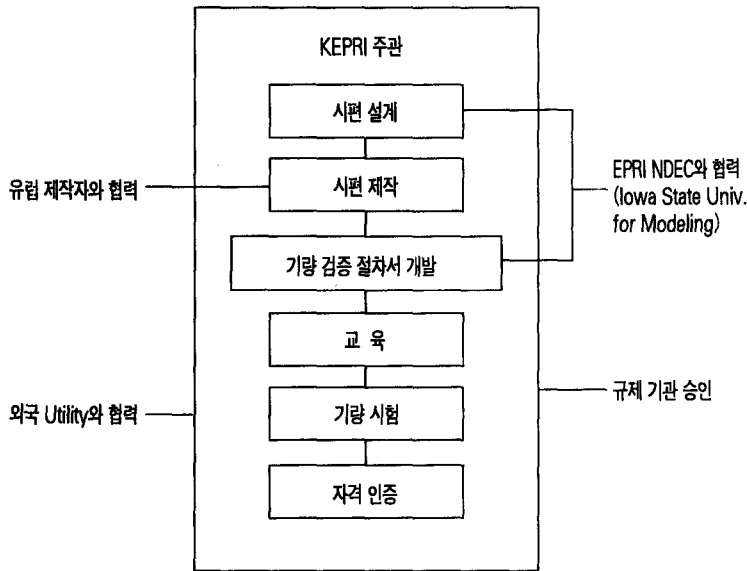 KEPRI 주관
시편 설계
유럽 제작자와 협력
시편 제작
EPRI NDEC와 협력
(Iowa State Univ.
for Modeling)
기량 검증 절차서 개발
교 육
외국 Utility와 협력
기량 시험
규제 기관 승인
자격 인증